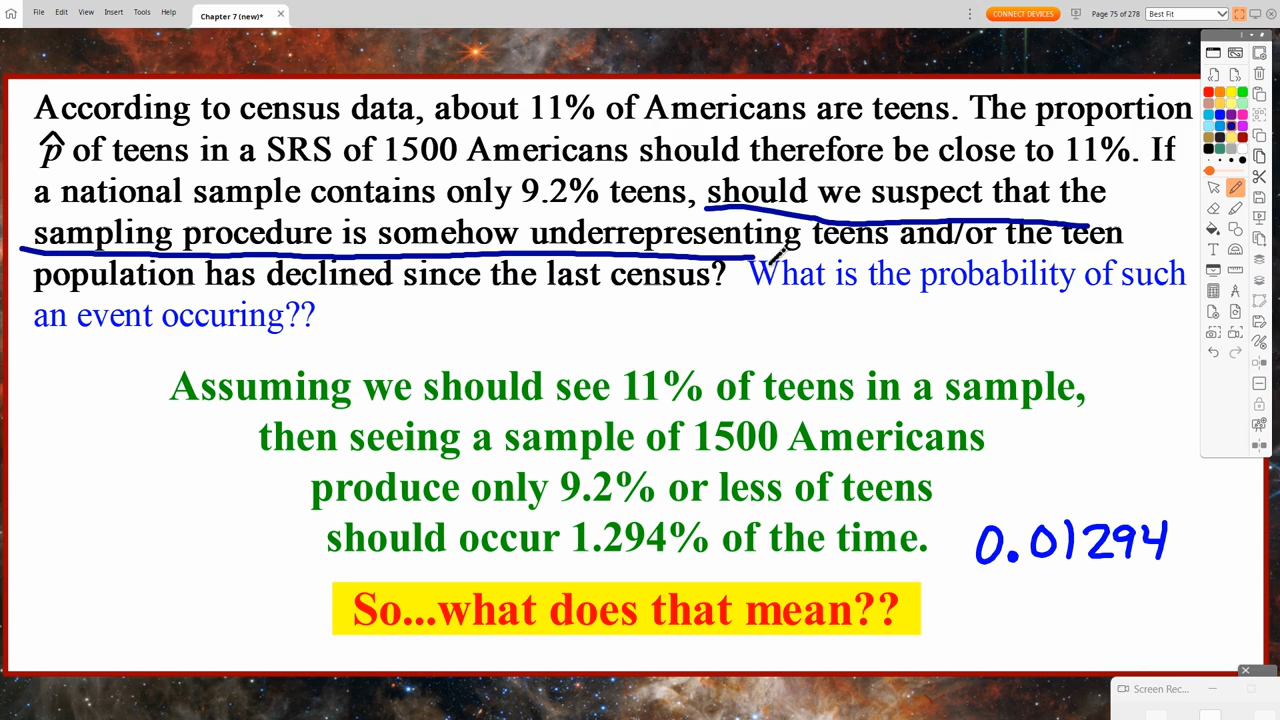 File Edit View Insert Tools Help
Chapter 7 (new)*
CONNECT DEVICES
Page 75 of 278
Best Fit
According to census data, about 11% of Americans are teens. The proportion
p̂ of teens in a SRS of 1500 Americans should therefore be close to 11%. If
a national sample contains only 9.2% teens, should we suspect that the
sampling procedure is somehow underrepresenting teens and/or the teen
population has declined since the last census? What is the probability of such
an event occuring??
Assuming we should see 11% of teens in a sample,
then seeing a sample of 1500 Americans
produce only 9.2% or less of teens
should occur 1.294% of the time.
0.01294
So...what does that mean??
Screen Rec...